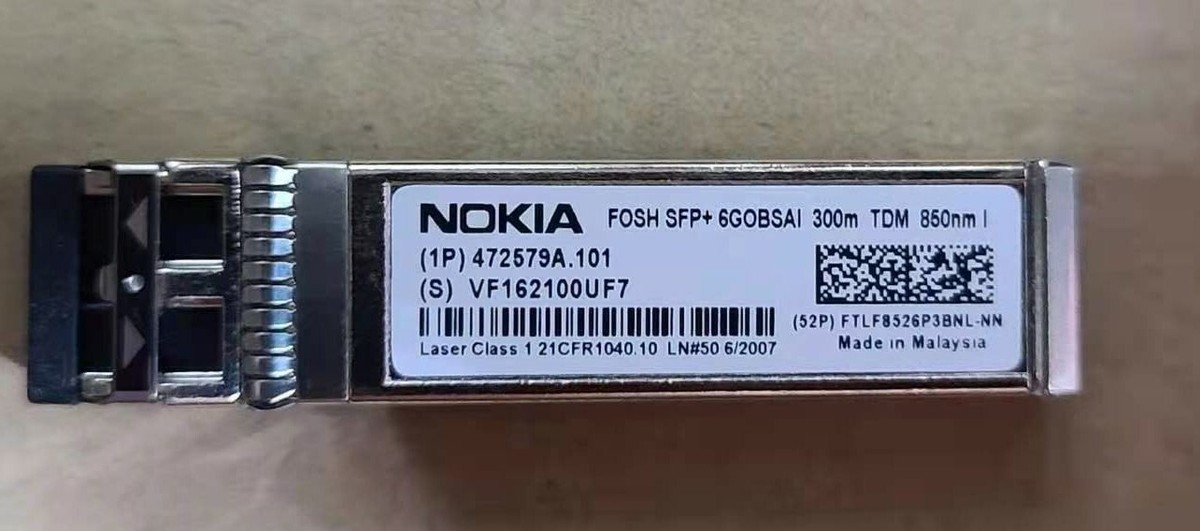 NOKIA FOSH SFP+ 6GOBSAI 300m TDM 850nm I
(1P) 472579A.101
(S) VF162100UF7
(52P) FTLF8526P3BNL-NN
Laser Class 1 21CFR1040.10 LN#50 6/2007
Made in Malaysia